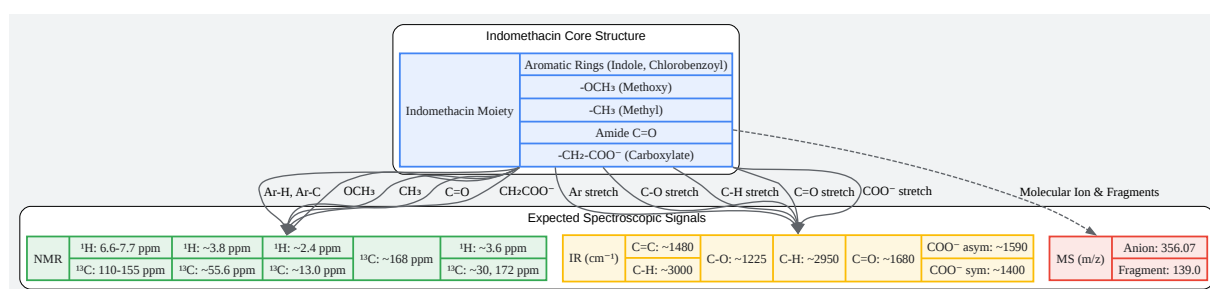 Indomethacin Core Structure
Indomethacin Moiety
Aromatic Rings (Indole, Chlorobenzoyl)
-OCH₃ (Methoxy)
-CH₃ (Methyl)
Amide C=O
-CH₂-COO⁻ (Carboxylate)
Ar-H, Ar-C
OCH₃
CH₃
C=O
CH₂COO⁻
Ar stretch
C-O stretch
C-H stretch
C=O stretch
COO⁻ stretch
Molecular Ion & Fragments
Expected Spectroscopic Signals
NMR
¹H: 6.6-7.7 ppm
¹³C: 110-155 ppm
¹H: ~3.8 ppm
¹³C: ~55.6 ppm
¹H: ~2.4 ppm
¹³C: ~13.0 ppm
¹³C: ~168 ppm
¹H: ~3.6 ppm
¹³C: ~30, 172 ppm
IR (cm⁻¹)
C=C: ~1480
C-H: ~3000
C-O: ~1225
C-H: ~2950
C=O: ~1680
COO⁻ asym: ~1590
COO⁻ sym: ~1400
MS (m/z)
Anion: 356.07
Fragment: 139.0